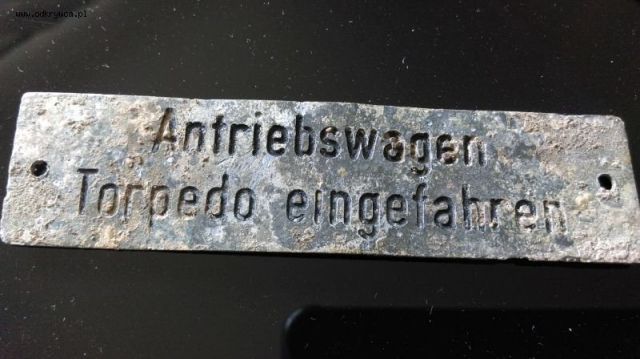 www.odkrywca.pl
Antriebswagen
Torpedo eingefahren